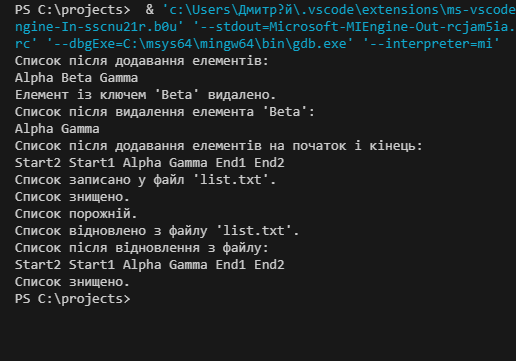 PS C:\projects>  & 'c:\Users\Дмитр?й\.vscode\extensions\ms-vscode
ngine-In-sscnu21r.b0u' '--stdout=Microsoft-MIEngine-Out-rcjam5ia.
rc' '--dbgExe=C:\msys64\mingw64\bin\gdb.exe' '--interpreter=mi'
Список після додавання елементів:
Alpha Beta Gamma
Елемент із ключем 'Beta' видалено.
Список після видалення елемента 'Beta':
Alpha Gamma
Список після додавання елементів на початок і кінець:
Start2 Start1 Alpha Gamma End1 End2
Список записано у файл 'list.txt'.
Список знищено.
Список порожній.
Список відновлено з файлу 'list.txt'.
Список після відновлення з файлу:
Start2 Start1 Alpha Gamma End1 End2
Список знищено.
PS C:\projects>